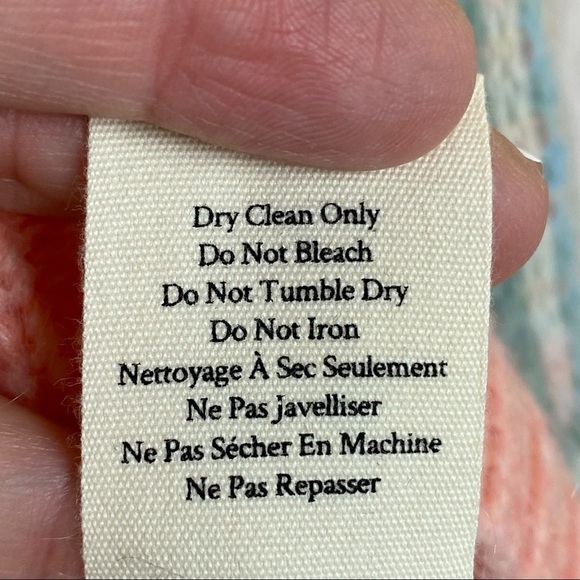 Dry Clean Only
Do Not Bleach
Do Not Tumble Dry
Do Not Iron
Nettoyage À Sec Seulement
Ne Pas Javelliser
Ne Pas Sécher En Machine
Ne Pas Repasser